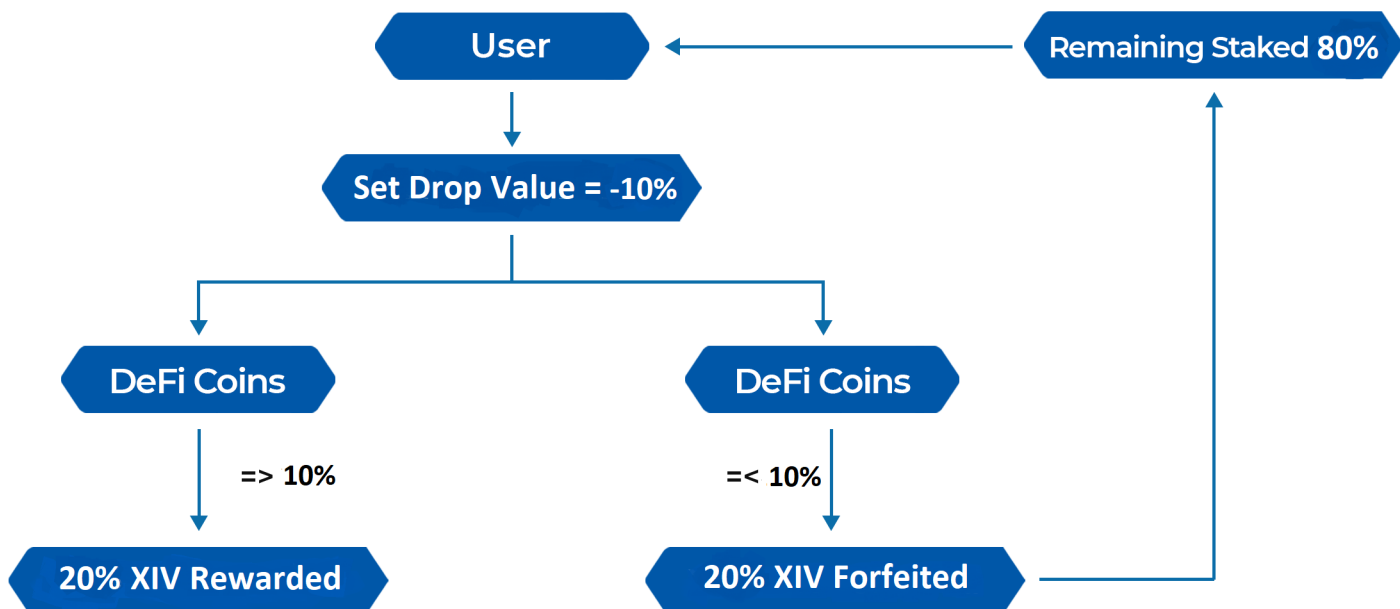 User
Remaining Staked 80%
Set Drop Value = -10%
DeFi Coins
DeFi Coins
=> 10%
=< 10%
20% XIV Rewarded
20% XIV Forfeited